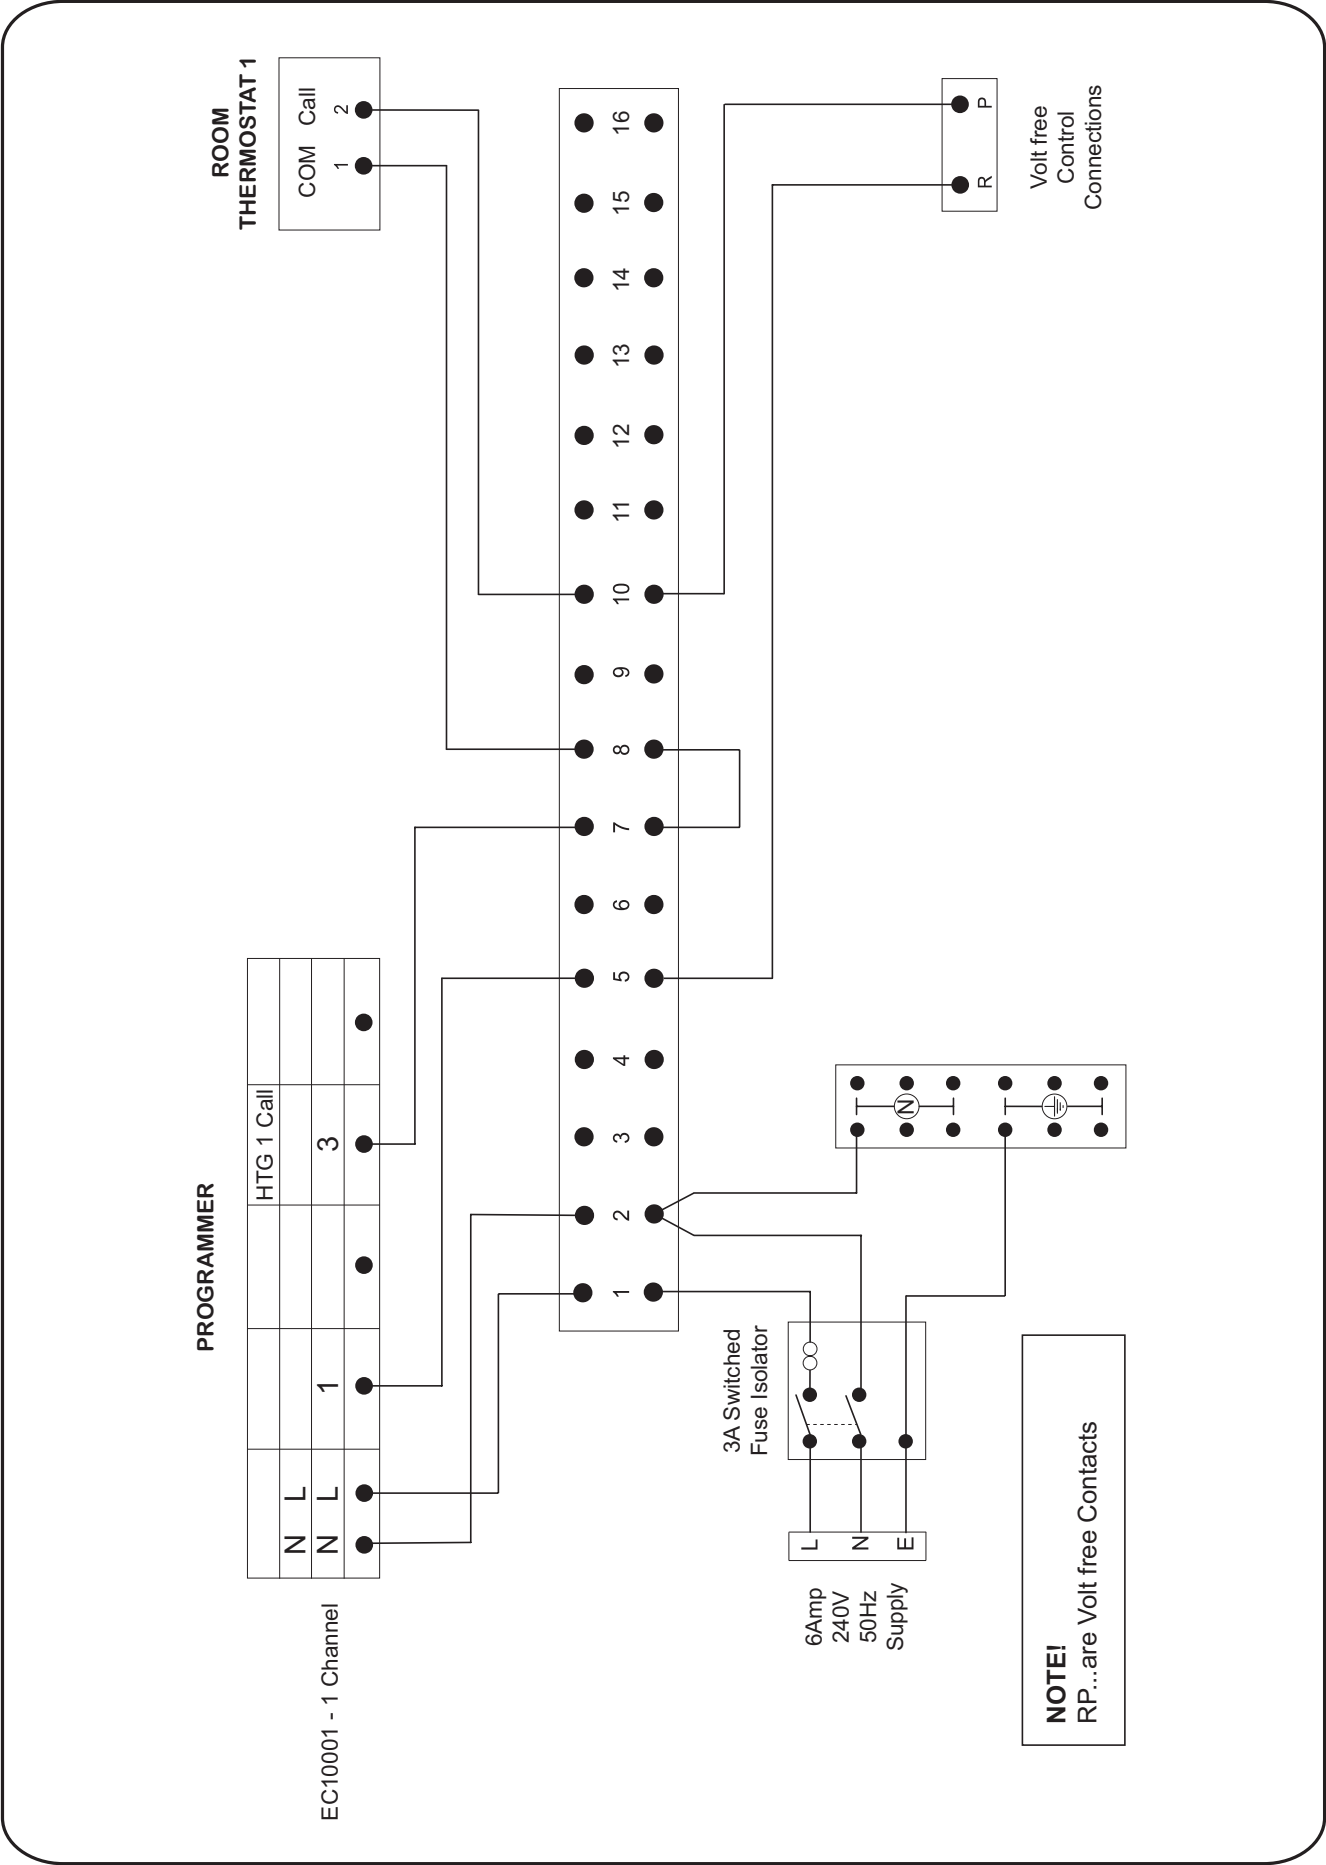 PROGRAMMER
HTG 1 Call
N L
N L 1 3
EC10001 - 1 Channel
ROOM
THERMOSTAT 1
COM Call
1 2
1 2 3 4 5 6 7 8 9 10 11 12 13 14 15 16
3A Switched
Fuse Isolator
L
N
E
6Amp
240V
50Hz
Supply
N
R P
Volt free
Control
Connections
NOTE!
RP...are Volt free Contacts